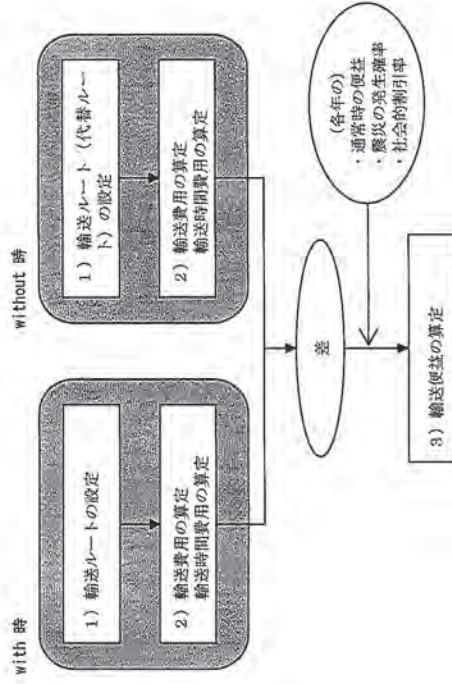 with 時
1) 輸送ルートの設定
2) 輸送費用の算定
輸送時間費用の算定
without 時
1) 輸送ルート (代替ルー
ト) の設定
2) 輸送費用の算定
輸送時間費用の算定
差
(各年の)
・通常時の便益
・震災の発生確率
・社会的割引率
3) 輸送便益の算定